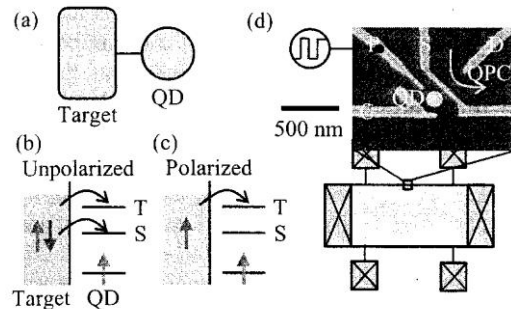 (a)
Target
QD
(b)
Unpolarized
T
S
Target
QD
(c)
Polarized
T
S
(d)
D
QPC
QD
500 nm